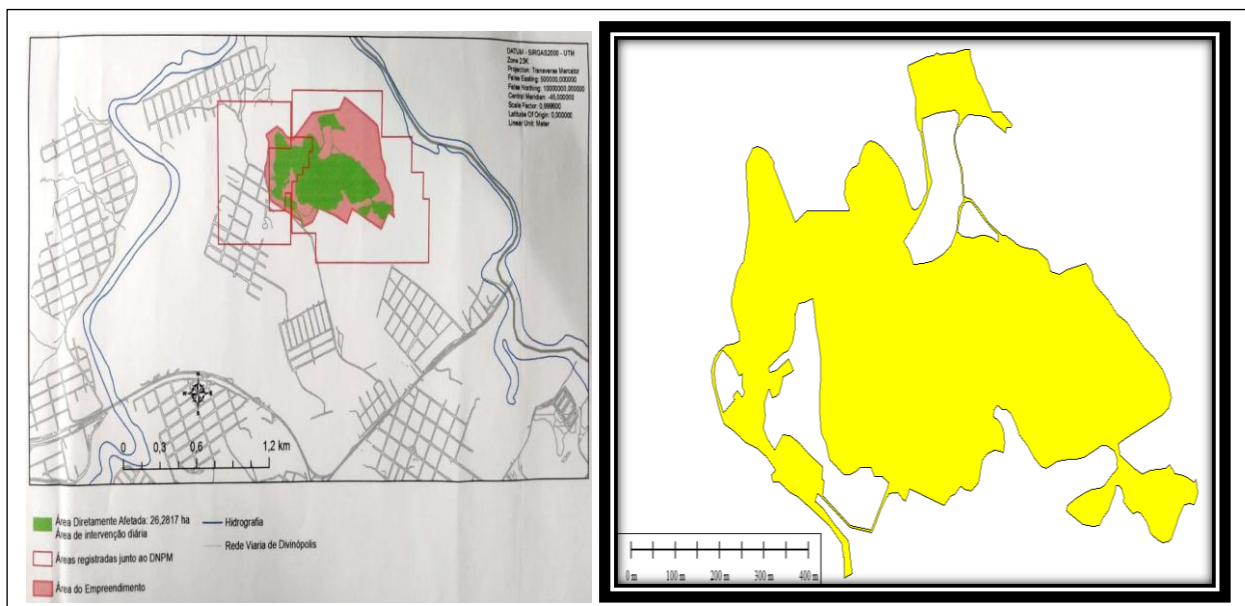 DATUM - SIRGAS2000 - UTM
Zone 23K
Projection: Transverse Mercator
False Easting: 500000,000000
False Northing: 10000000,000000
Central Meridian: -45,000000
Scale Factor: 0,999600
Latitude Of Origin: 0,000000
Linear Unit: Meter
0 0,3 0,6 1,2 km
Área Diretamente Afetada: 26,2817 ha
Área de intervenção diária
Hidrografia
Rede Viaria de Divinópolis
Áreas registradas junto ao DNPM
Área do Empreendimento
0 m 100 m 200 m 300 m 400 m